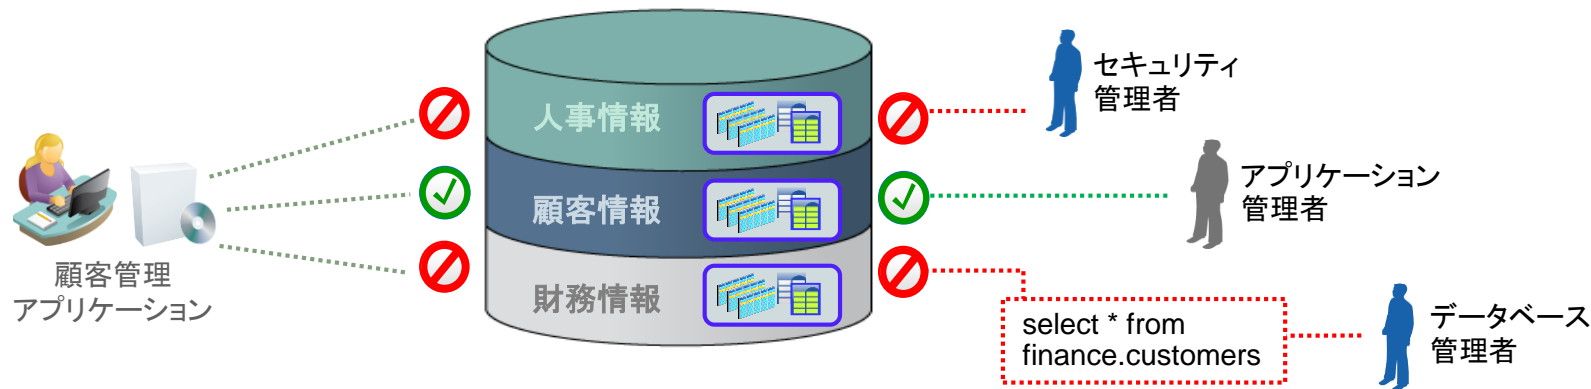 人事情報
顧客情報
財務情報
顧客管理
アプリケーション
セキュリティ
管理者
アプリケーション
管理者
select * from
finance.customers
データベース
管理者